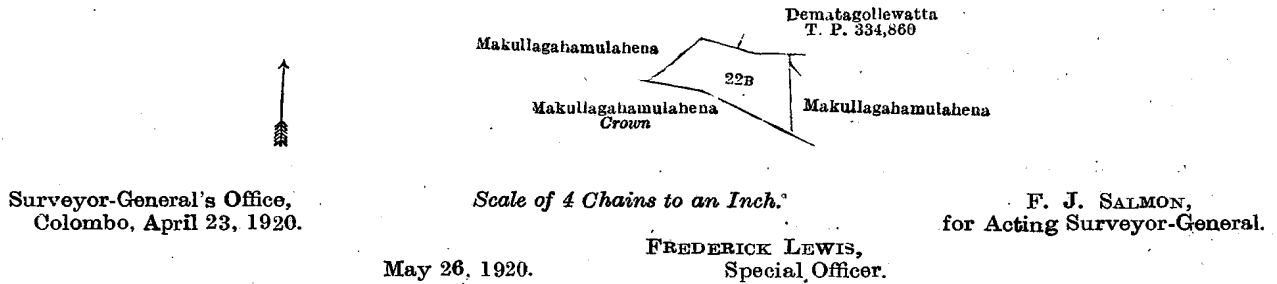 Dematagollewatta
T. P. 334,860
Makullagahamulahena
22B
Makullagahamulahena
Crown
Makullagahamulahena
Surveyor-General's Office,
Colombo, April 23, 1920.
Scale of 4 Chains to an Inch.
F. J. SALMON,
for Acting Surveyor-General.
FREDERICK LEWIS,
May 26, 1920.
Special Officer.